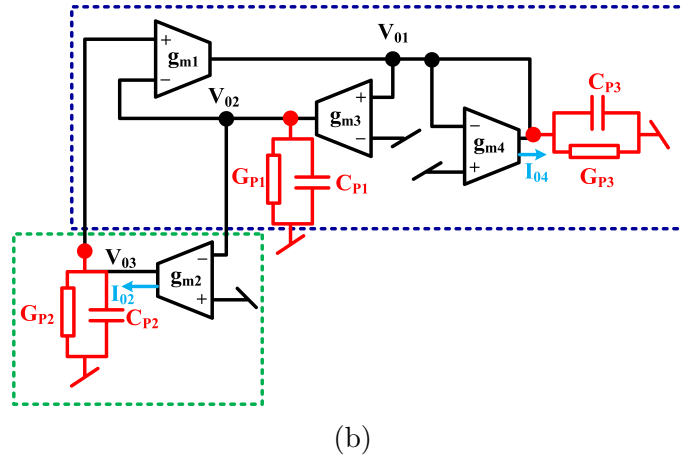 V01
+
gm1
−
V02
CP3
+
gm3
−
−
gm4
+
GP1
CP1
I04
GP3
V03
−
gm2
+
I02
GP2
CP2
(b)